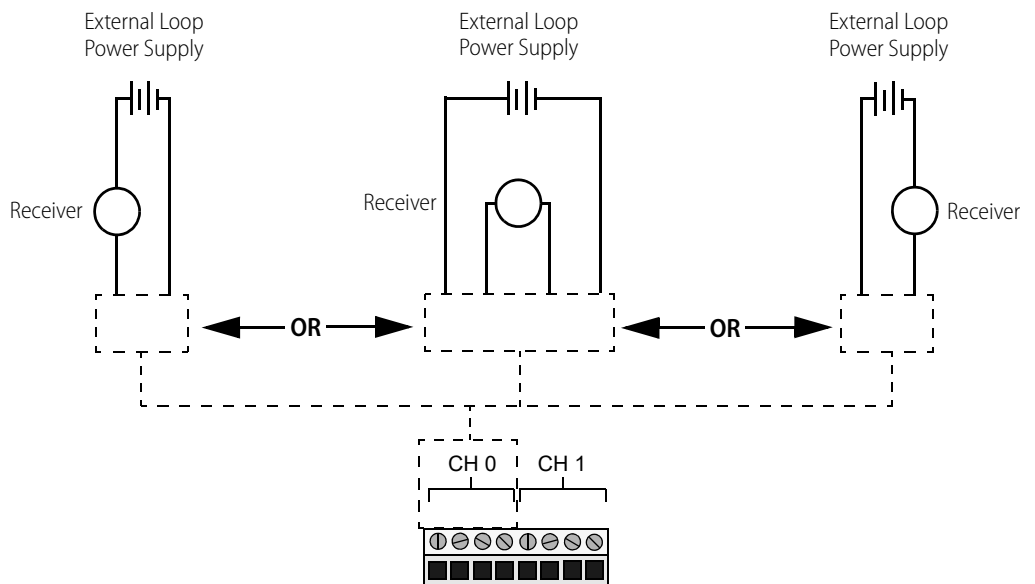 External Loop
Power Supply
External Loop
Power Supply
External Loop
Power Supply
Receiver
Receiver
Receiver
OR
OR
CH 0
CH 1